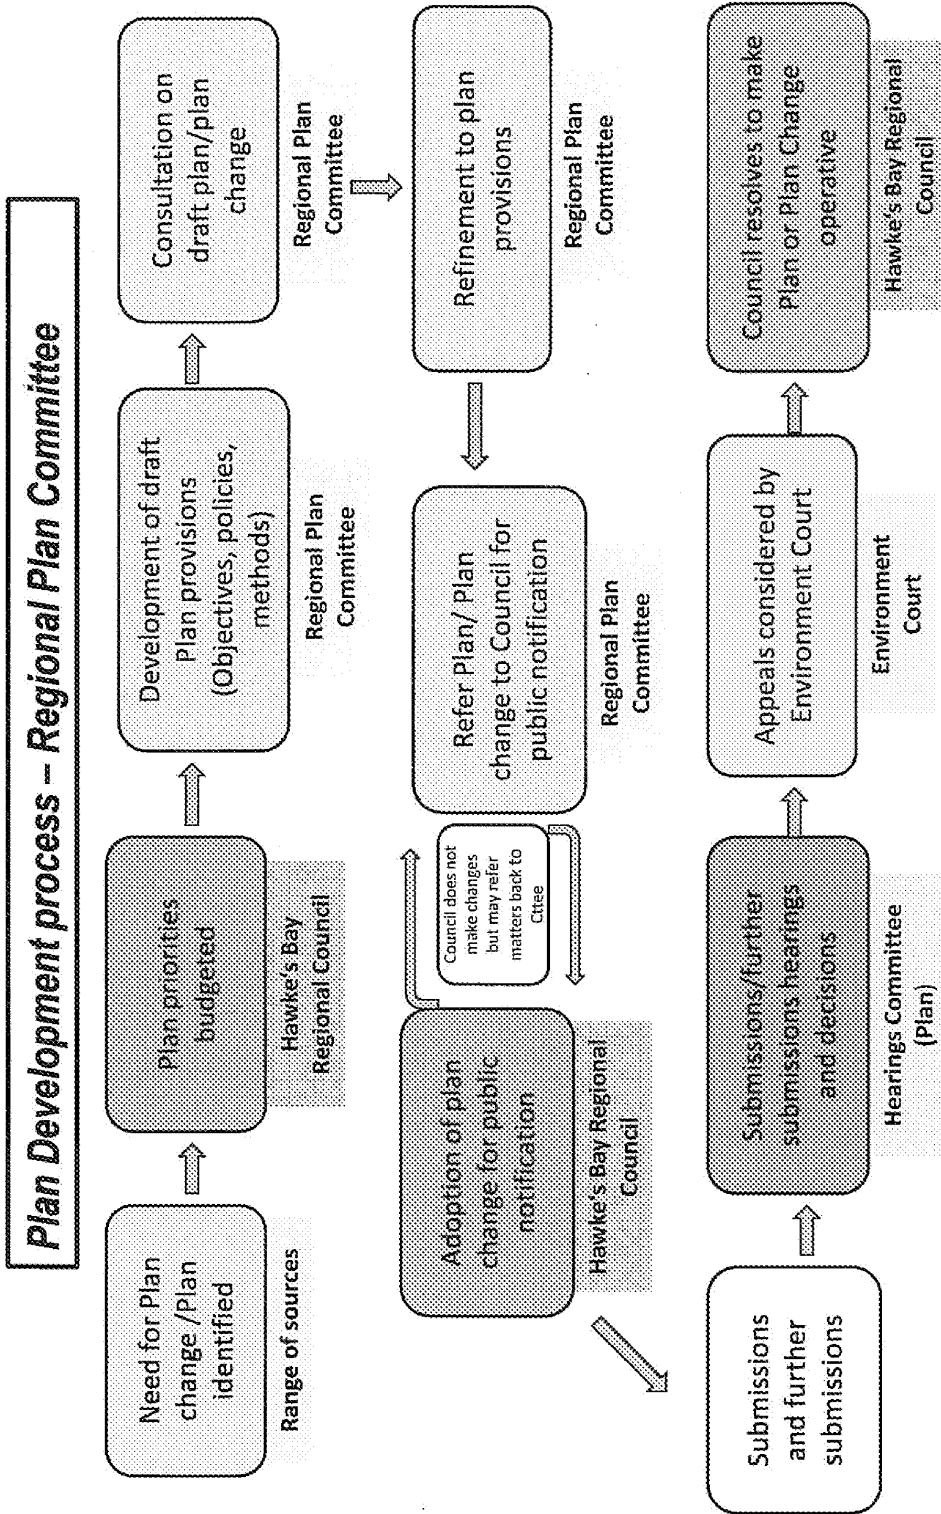 Plan Development process – Regional Plan Committee
Need for Plan
change /Plan
identified
Range of sources
Plan priorities
budgeted
Hawke's Bay
Regional Council
Development of draft
Plan provisions
(Objectives, policies,
methods)
Regional Plan
Committee
Consultation on
draft plan/plan
change
Regional Plan
Committee
Refinement to plan
provisions
Regional Plan
Committee
Refer Plan/ Plan
change to Council for
public notification
Regional Plan
Committee
Council does not
make changes
but may refer
matters back to
Cttee
Adoption of plan
change for public
notification
Hawke's Bay Regional
Council
Submissions
and further
submissions
Submissions/further
submissions hearings
and decisions
Hearings Committee
(Plan)
Appeals considered by
Environment Court
Environment
Court
Council resolves to make
Plan or Plan Change
operative
Hawke's Bay Regional
Council